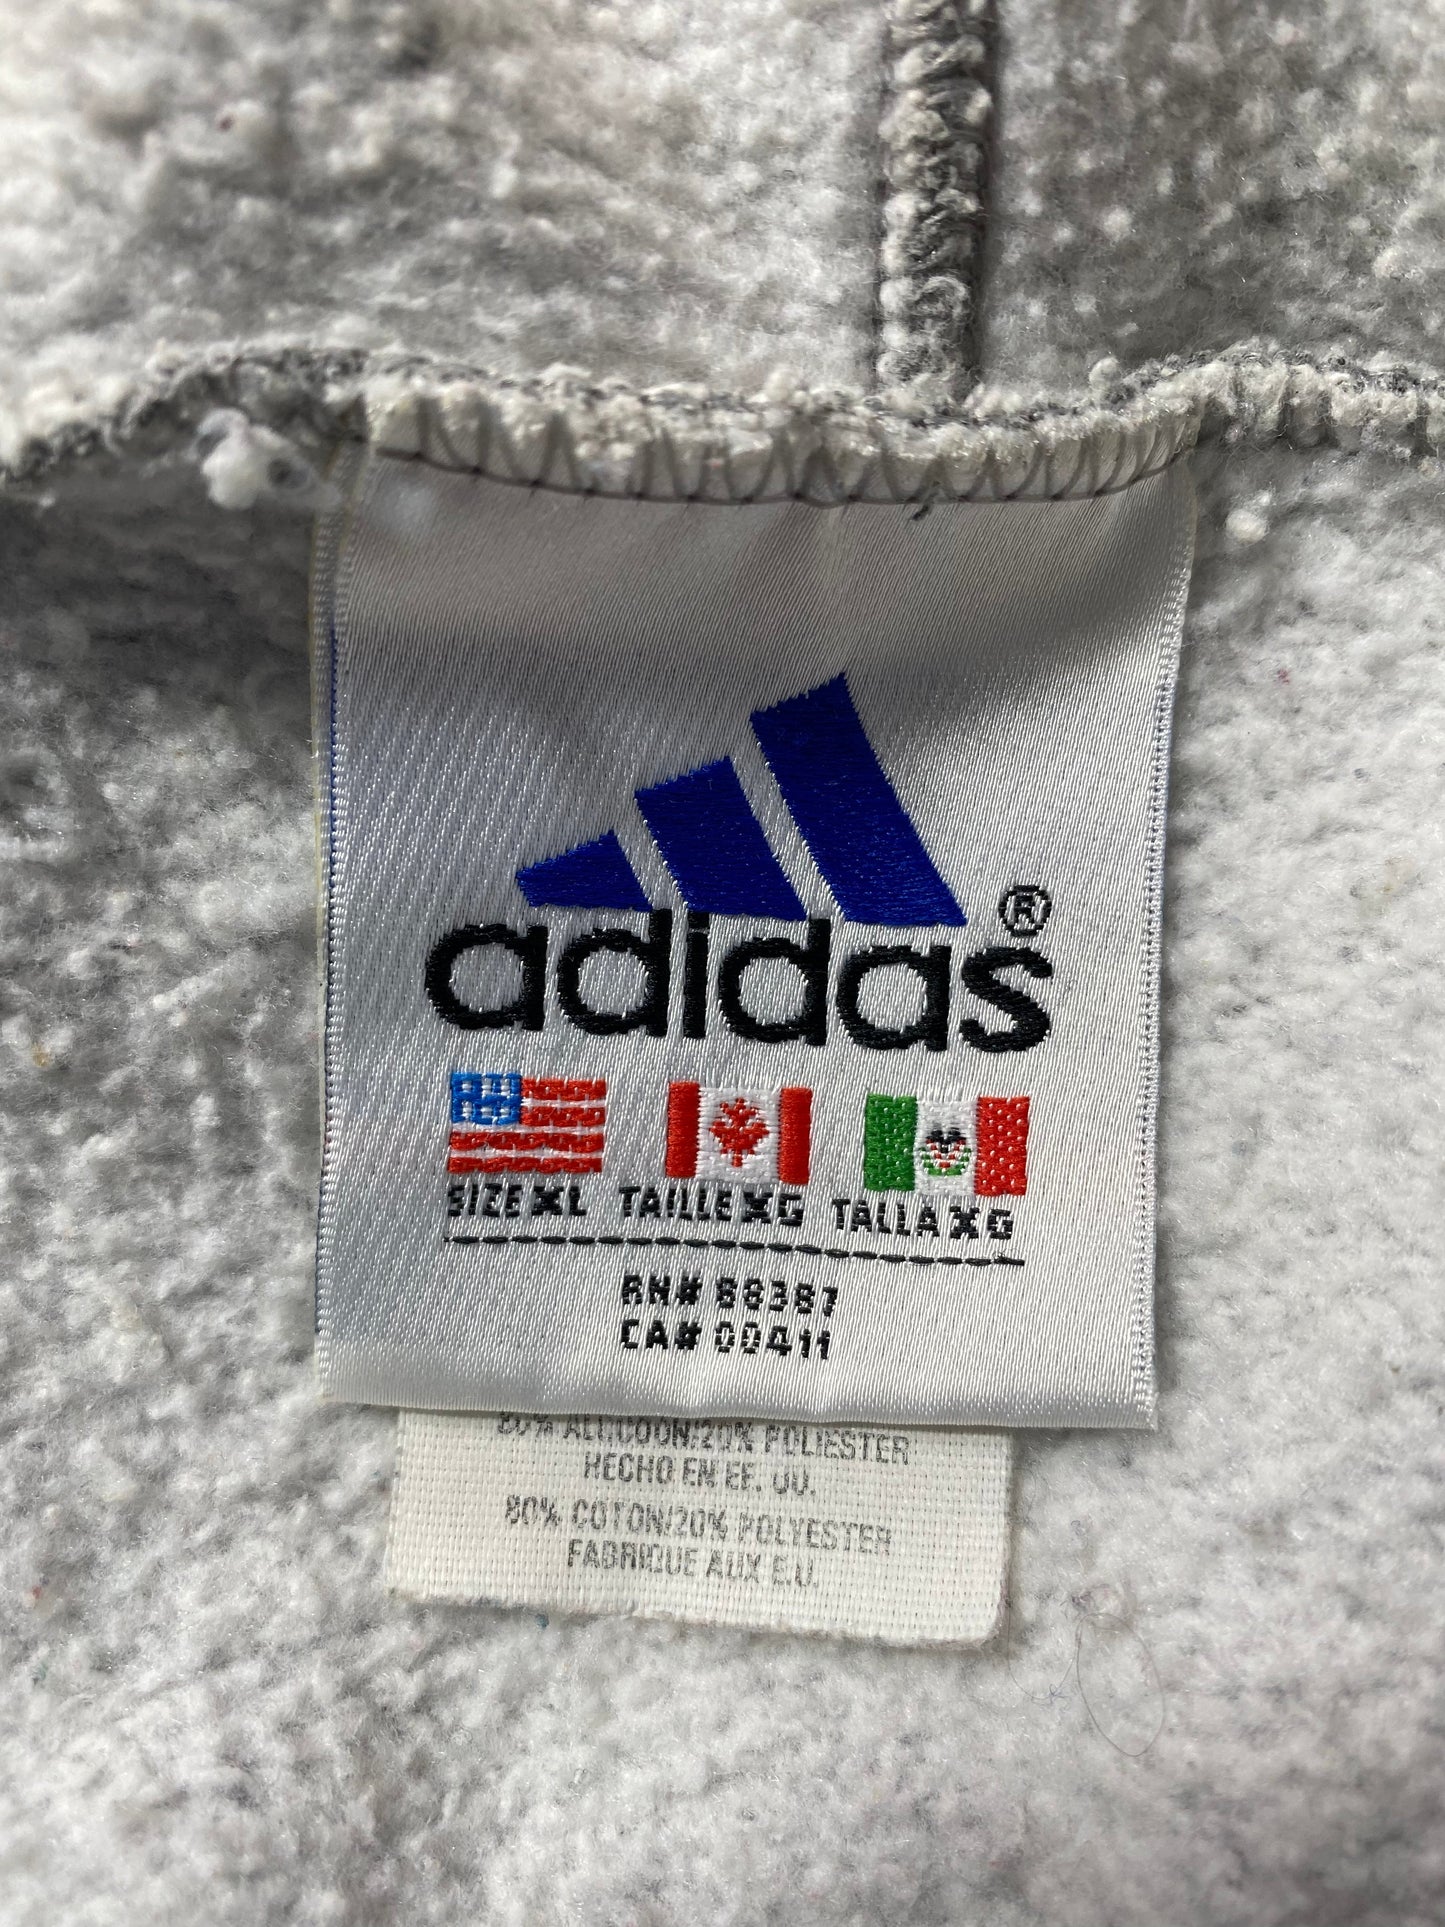 adidas®
SIZE XL TAILLE XG TALLA XG
RN# 88387
CA# 00411
80% ALGODON/20% POLIESTER
HECHO EN EE. UU.
80% COTON/20% POLYESTER
FABRIQUE AUX E.U.